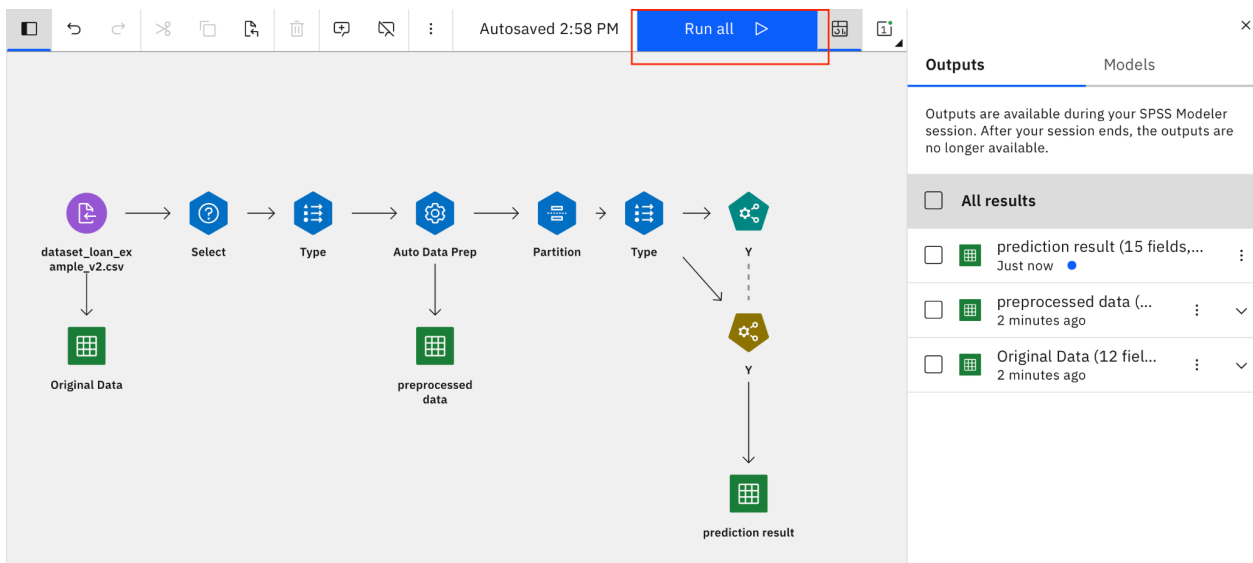 Autosaved 2:58 PM
Run all
1
Outputs
Models
Outputs are available during your SPSS Modeler
session. After your session ends, the outputs are
no longer available.
All results
prediction result (15 fields,...
Just now
preprocessed data (...
2 minutes ago
Original Data (12 fiel...
2 minutes ago
dataset_loan_ex
ample_v2.csv
Select
Type
Auto Data Prep
Partition
Type
Y
Original Data
preprocessed
data
Y
prediction result